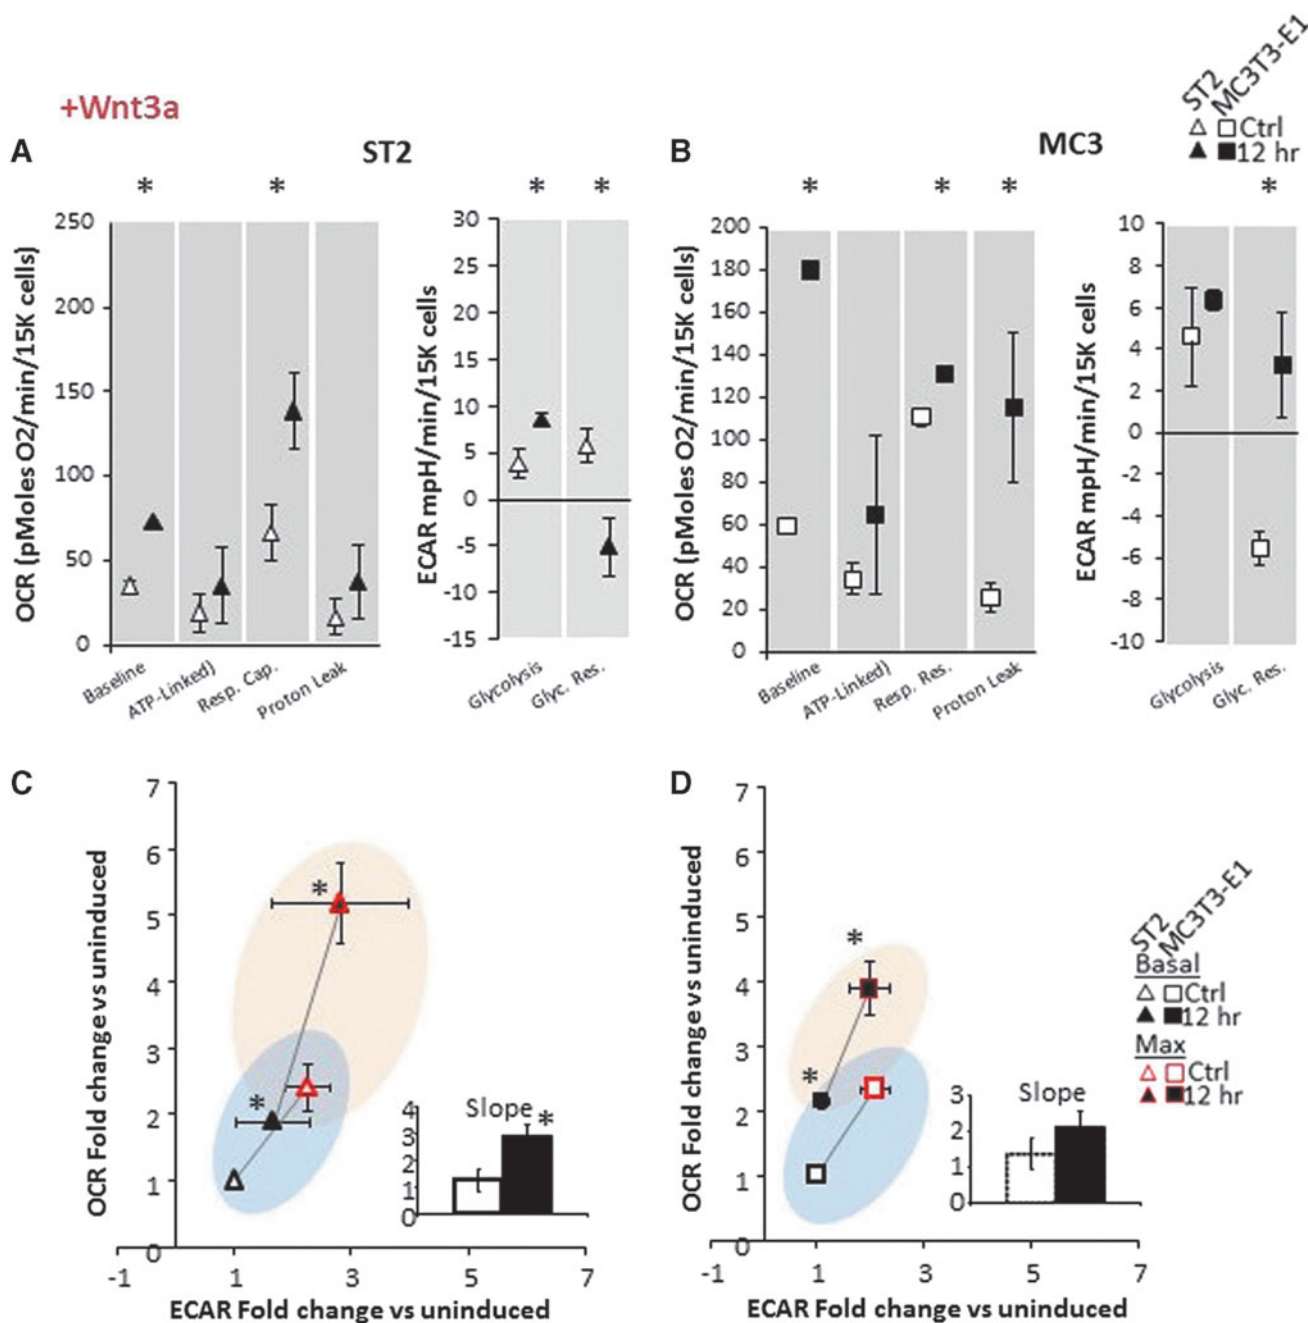 +Wnt3a
ST2
MC3T3-E1
Ctrl
12 hr
A
ST2
B
MC3
* * * *
* * * *
OCR (pMoles O2/min/15K cells)
250
200
150
100
50
0
Baseline
ATP-Linked)
Resp. Cap.
Proton Leak
ECAR mpH/min/15K cells
30
25
20
15
10
5
0
-5
-10
-15
Glycolysis
Glyc. Res.
OCR (pMoles O2/min/15K cells)
200
180
160
140
120
100
80
60
40
20
0
Baseline
ATP-Linked)
Resp. Res.
Proton Leak
ECAR mpH/min/15K cells
10
8
6
4
2
0
-2
-4
-6
-8
-10
Glycolysis
Glyc. Res.
C
OCR Fold change vs uninduced
7
6
5
4
3
2
1
0
*
*
Slope
*
4
3
2
1
0
-1 1 3 5 7
ECAR Fold change vs uninduced
D
OCR Fold change vs uninduced
7
6
5
4
3
2
1
0
*
*
Slope
3
2
1
0
-1 1 3 5 7
ECAR Fold change vs uninduced
ST2
MC3T3-E1
Basal
Ctrl
12 hr
Max
Ctrl
12 hr